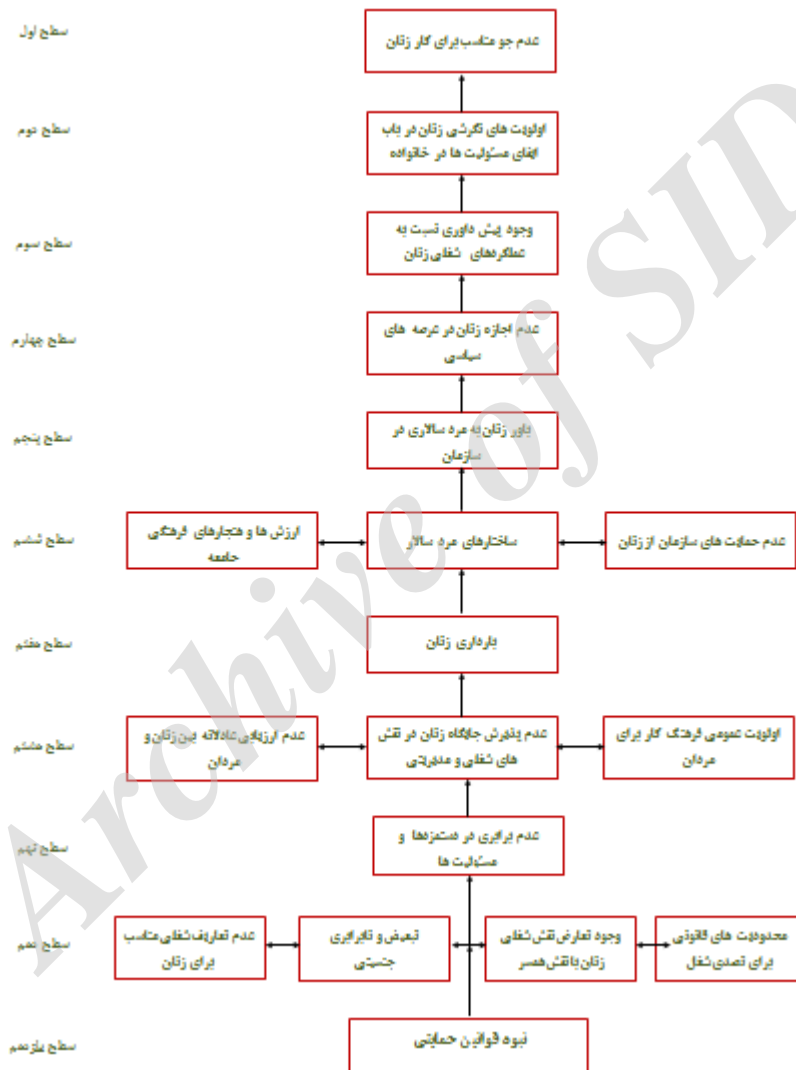 سطح اول
عدم جو مناسب برای کار زنان
سطح دوم
اولویت های نگرشی زنان در باب
ایفای مسئولیت ها در خانواده
سطح سوم
وجود پیش داوری نسبت به
عملکردهای شغلی زنان
سطح چهارم
عدم اجازه زنان در عرصه های
سیاسی
سطح پنجم
باور زنان به مرد سالاری در
سازمان
سطح ششم
عدم حمایت های سازمان از زنان
ساختارهای مرد سالار
ارزش ها و هنجارهای فرهنگی
جامعه
سطح هفتم
بارداری زنان
سطح هشتم
اولویت عمومی فرهنگ کار برای
مردان
عدم پذیرش جایگاه زنان در نقش
های شغلی و مدیریتی
عدم ارزیابی عادلانه بین زنان و
مردان
سطح نهم
عدم برابری در دستمزدها و
مسئولیت ها
سطح دهم
محدودیت های قانونی
برای تصدی شغل
وجود تعارض نقش شغلی
زنان با نقش همسر
تبعیض و نابرابری
جنسیتی
عدم تعاریف شغلی مناسب
برای زنان
سطح یازدهم
نبود قوانین حمایتی
Archive of SID